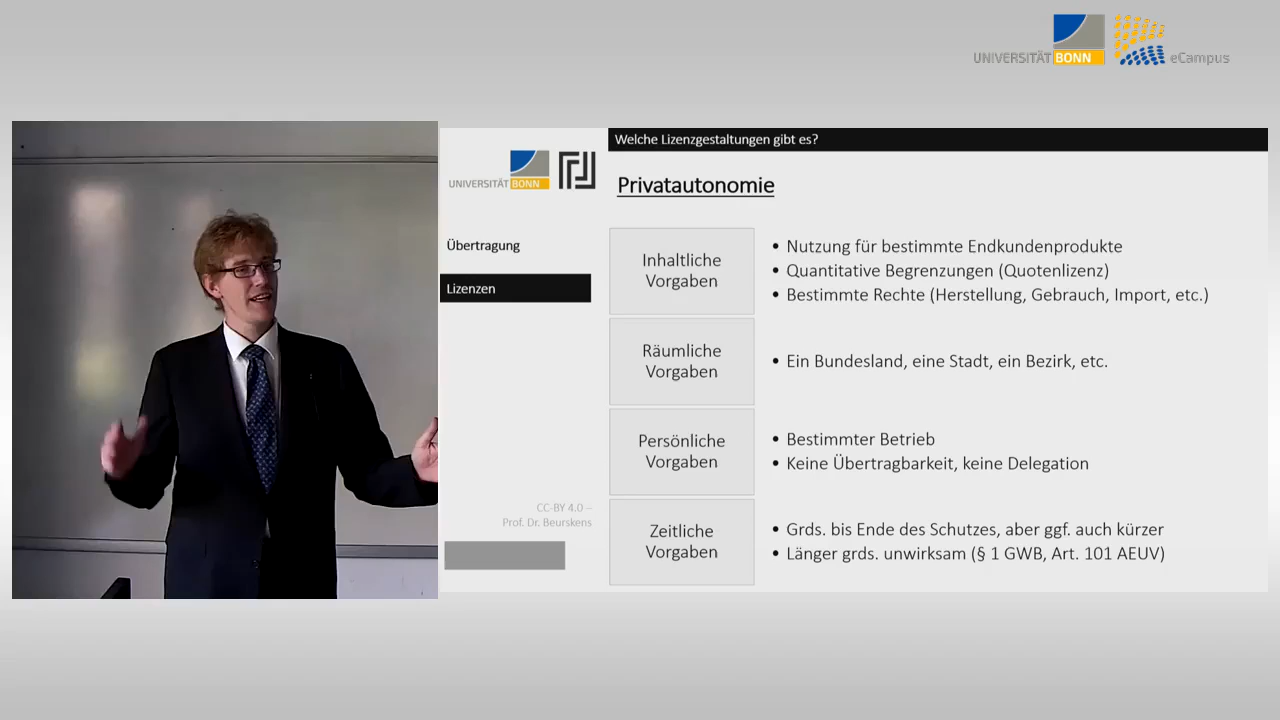 UNIVERSITÄT BONN
eCampus
Welche Lizenzgestaltungen gibt es?
UNIVERSITÄT BONN
Privatautonomie
Übertragung
Lizenzen
Inhaltliche
Vorgaben
• Nutzung für bestimmte Endkundenprodukte
• Quantitative Begrenzungen (Quotenlizenz)
• Bestimmte Rechte (Herstellung, Gebrauch, Import, etc.)
Räumliche
Vorgaben
• Ein Bundesland, eine Stadt, ein Bezirk, etc.
Persönliche
Vorgaben
• Bestimmter Betrieb
• Keine Übertragbarkeit, keine Delegation
Zeitliche
Vorgaben
• Grds. bis Ende des Schutzes, aber ggf. auch kürzer
• Länger grds. unwirksam (§ 1 GWB, Art. 101 AEUV)
CC-BY 4.0 –
Prof. Dr. Beurskens